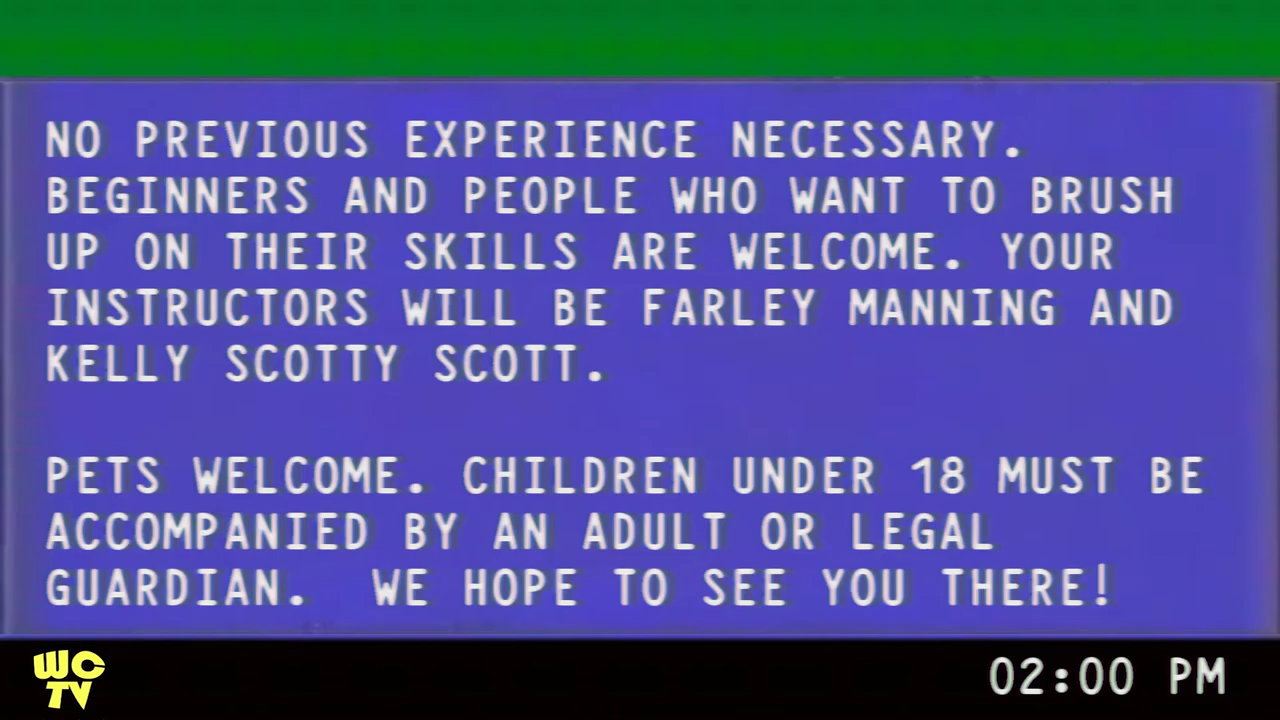 NO PREVIOUS EXPERIENCE NECESSARY.
BEGINNERS AND PEOPLE WHO WANT TO BRUSH
UP ON THEIR SKILLS ARE WELCOME. YOUR
INSTRUCTORS WILL BE FARLEY MANNING AND
KELLY SCOTTY SCOTT.
PETS WELCOME. CHILDREN UNDER 18 MUST BE
ACCOMPANIED BY AN ADULT OR LEGAL
GUARDIAN.  WE HOPE TO SEE YOU THERE!
WC
TV
02:00 PM